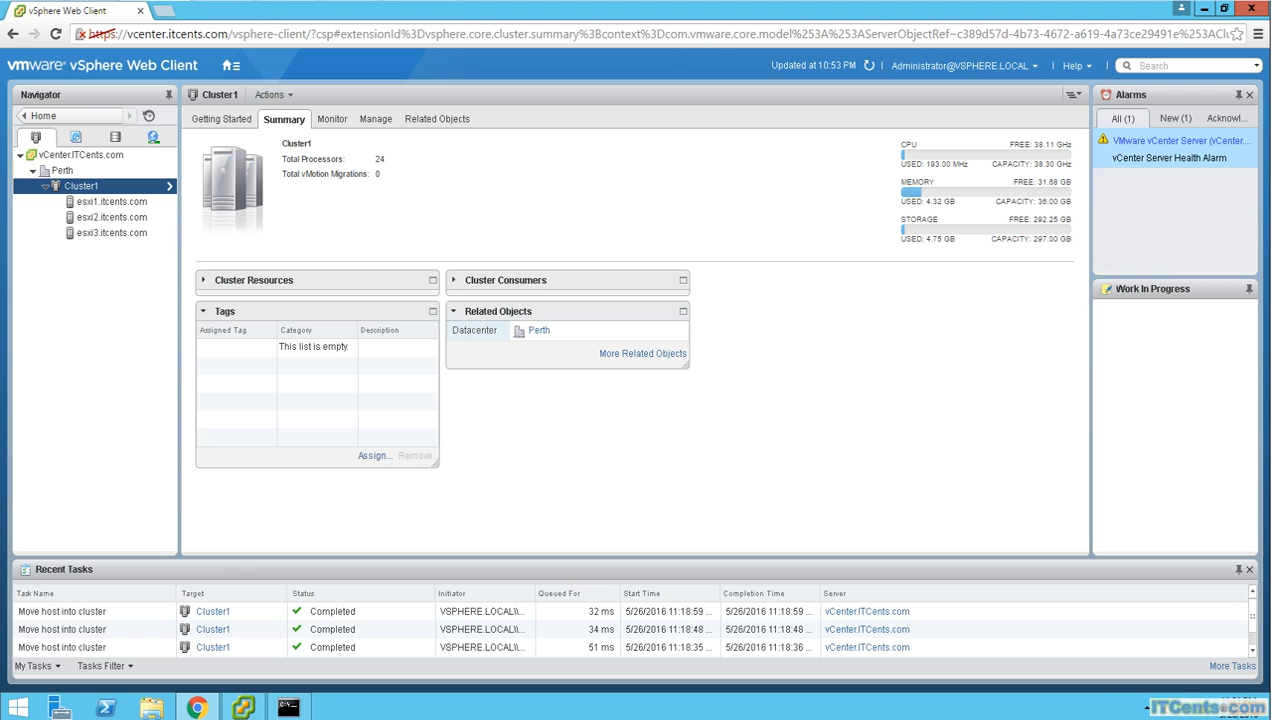 vSphere Web Client
https://vcenter.itcents.com/vsphere-client/?csp#extensionId%3Dvsphere.core.cluster.summary%3Bcontext%3Dcom.vmware.core.model%253A%253AServerObjectRef~c389d57d-4b73-4672-a619-4a73ce29491e%253AClu
vmware® vSphere Web Client
Updated at 10:53 PM
Administrator@VSPHERE.LOCAL
Help
Search
Navigator
Home
vCenter.ITCents.com
Perth
Cluster1
esxi1.itcents.com
esxi2.itcents.com
esxi3.itcents.com
Cluster1
Actions
Getting Started Summary Monitor Manage Related Objects
Cluster1
Total Processors: 24
Total vMotion Migrations: 0
CPU FREE: 38.11 GHz
USED: 193.00 MHz CAPACITY: 38.30 GHz
MEMORY FREE: 31.68 GB
USED: 4.32 GB CAPACITY: 36.00 GB
STORAGE FREE: 292.25 GB
USED: 4.75 GB CAPACITY: 297.00 GB
Cluster Resources
Cluster Consumers
Tags
Assigned Tag Category Description
This list is empty.
Assign... Remove
Related Objects
Datacenter Perth
More Related Objects
Alarms
All (1) New (1) Acknowl...
VMware vCenter Server (vCenter....
vCenter Server Health Alarm
Work In Progress
Recent Tasks
Task Name Target Status Initiator Queued For Start Time Completion Time Server
Move host into cluster Cluster1 Completed VSPHERE.LOCAL\\... 32 ms 5/26/2016 11:18:59 ... 5/26/2016 11:18:59 ... vCenter.ITCents.com
Move host into cluster Cluster1 Completed VSPHERE.LOCAL\\... 34 ms 5/26/2016 11:18:48 ... 5/26/2016 11:18:48 ... vCenter.ITCents.com
Move host into cluster Cluster1 Completed VSPHERE.LOCAL\\... 51 ms 5/26/2016 11:18:35 ... 5/26/2016 11:18:36 ... vCenter.ITCents.com
My Tasks Tasks Filter
More Tasks
ITCents.com